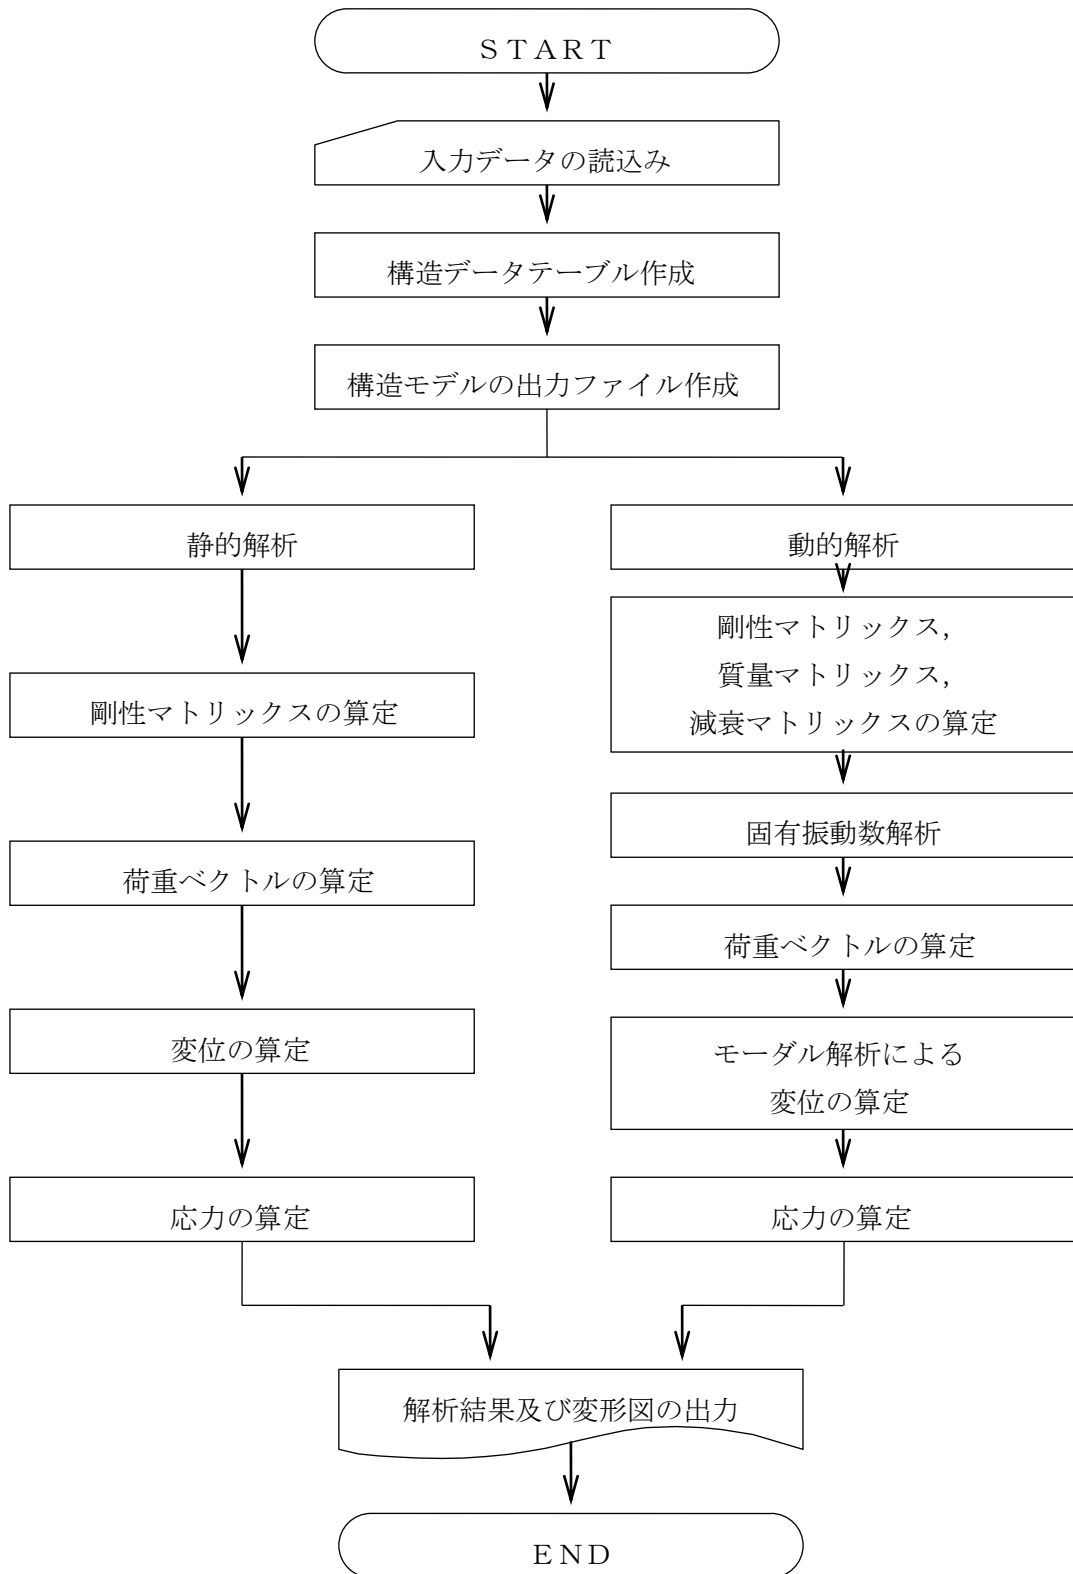 ＳＴＡＲＴ
入力データの読込み
構造データテーブル作成
構造モデルの出力ファイル作成
静的解析
剛性マトリックスの算定
荷重ベクトルの算定
変位の算定
応力の算定
動的解析
剛性マトリックス,
質量マトリックス,
減衰マトリックスの算定
固有振動数解析
荷重ベクトルの算定
モーダル解析による
変位の算定
応力の算定
解析結果及び変形図の出力
ＥＮＤ